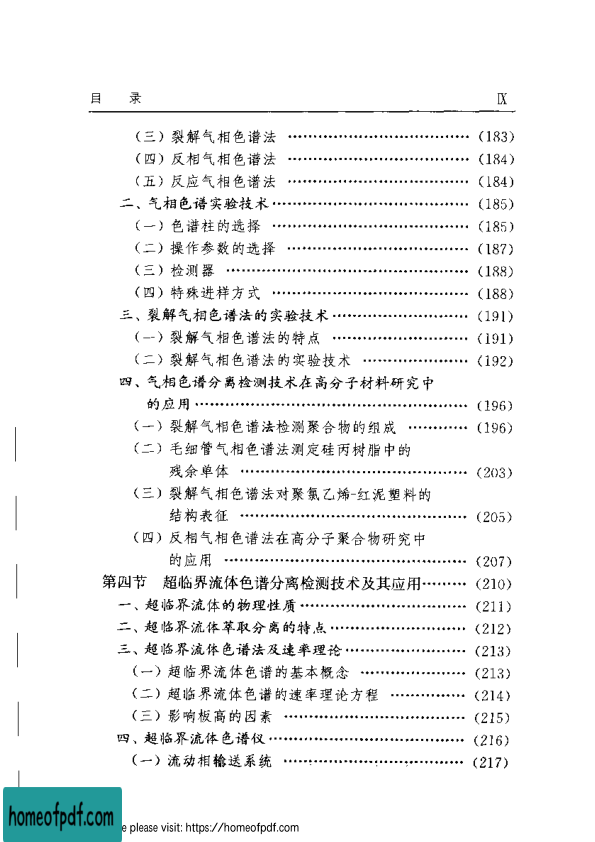 目 录 Ⅸ
(三)裂解气相色谱法 ……………………………… (183)
(四)反相气相色谱法 ……………………………… (184)
(五)反应气相色谱法 ……………………………… (184)
二、气相色谱实验技术 ……………………………… (185)
(一)色谱柱的选择 ……………………………… (185)
(二)操作参数的选择 ……………………………… (187)
(三)检测器 ……………………………… (188)
(四)特殊进样方式 ……………………………… (188)
三、裂解气相色谱法的实验技术 ……………………… (191)
(一)裂解气相色谱法的特点 ……………………… (191)
(二)裂解气相色谱法的实验技术 ………………… (192)
四、气相色谱分离检测技术在高分子材料研究中
的应用 ……………………………… (196)
(一)裂解气相色谱法检测聚合物的组成 ………… (196)
(二)毛细管气相色谱法测定硅丙树脂中的
残余单体 ……………………………… (203)
(三)裂解气相色谱法对聚氯乙烯-红泥塑料的
结构表征 ……………………………… (205)
(四)反相气相色谱法在高分子聚合物研究中
的应用 ……………………………… (207)
第四节 超临界流体色谱分离检测技术及其应用 ……… (210)
一、超临界流体的物理性质 ……………………………… (211)
二、超临界流体萃取分离的特点 ……………………… (212)
三、超临界流体色谱法及速率理论 …………………… (213)
(一)超临界流体色谱的基本概念 ………………… (213)
(二)超临界流体色谱的速率理论方程 …………… (214)
(三)影响板高的因素 ……………………………… (215)
四、超临界流体色谱仪 ……………………………… (216)
(一)流动相输送系统 ……………………………… (217)
homeofpdf.com
e please visit: https://homeofpdf.com